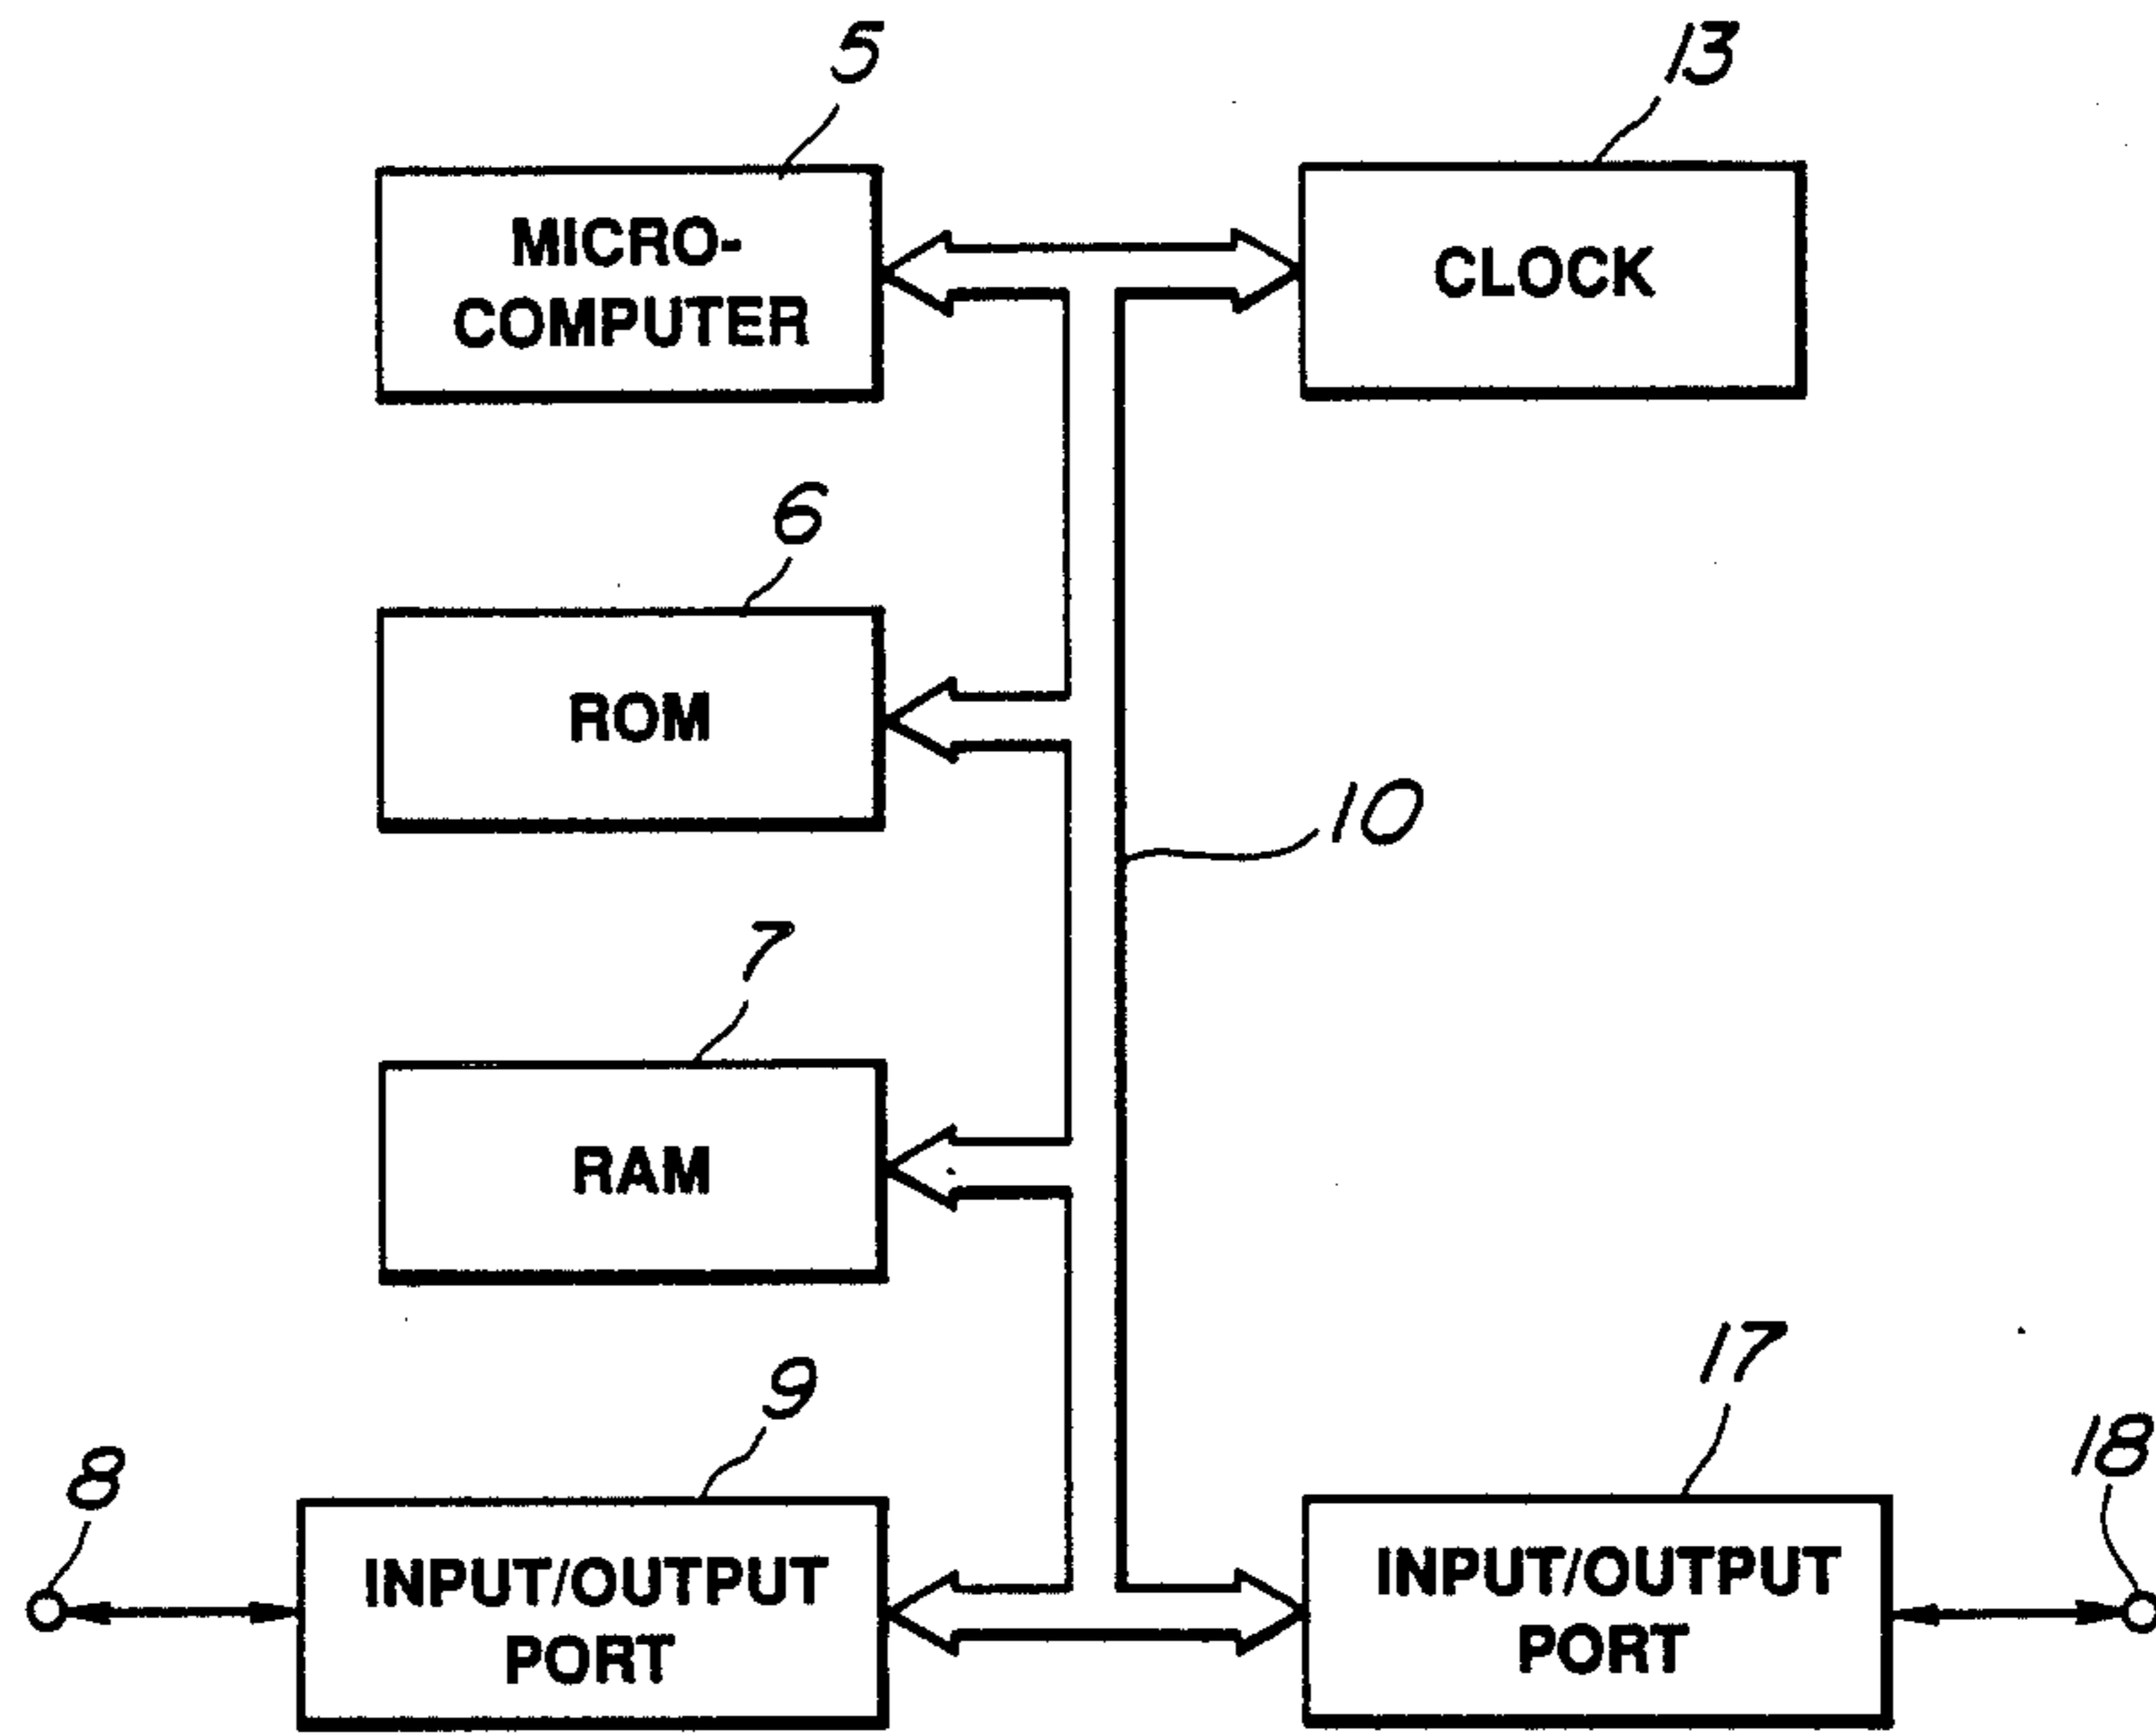 5
13
MICRO-
COMPUTER
CLOCK
6
ROM
10
7
RAM
9
17
8
18
INPUT/OUTPUT
PORT
INPUT/OUTPUT
PORT